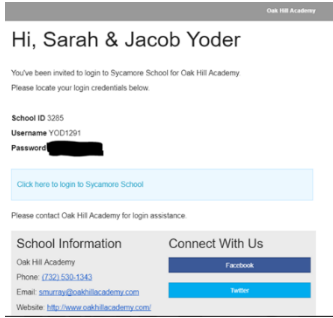 Oak Hill Academy
Hi, Sarah & Jacob Yoder
You've been invited to login to Sycamore School for Oak Hill Academy
Please locate your login credentials below.
School ID 3285
Username YOD1291
Password
Click here to login to Sycamore School
Please contact Oak Hill Academy for login assistance.
School Information
Oak Hill Academy
Phone: (732) 530-1343
Email: smurray@oakhillacademy.com
Website: http://www.oakhillacademy.com/
Connect With Us
Facebook
Twitter